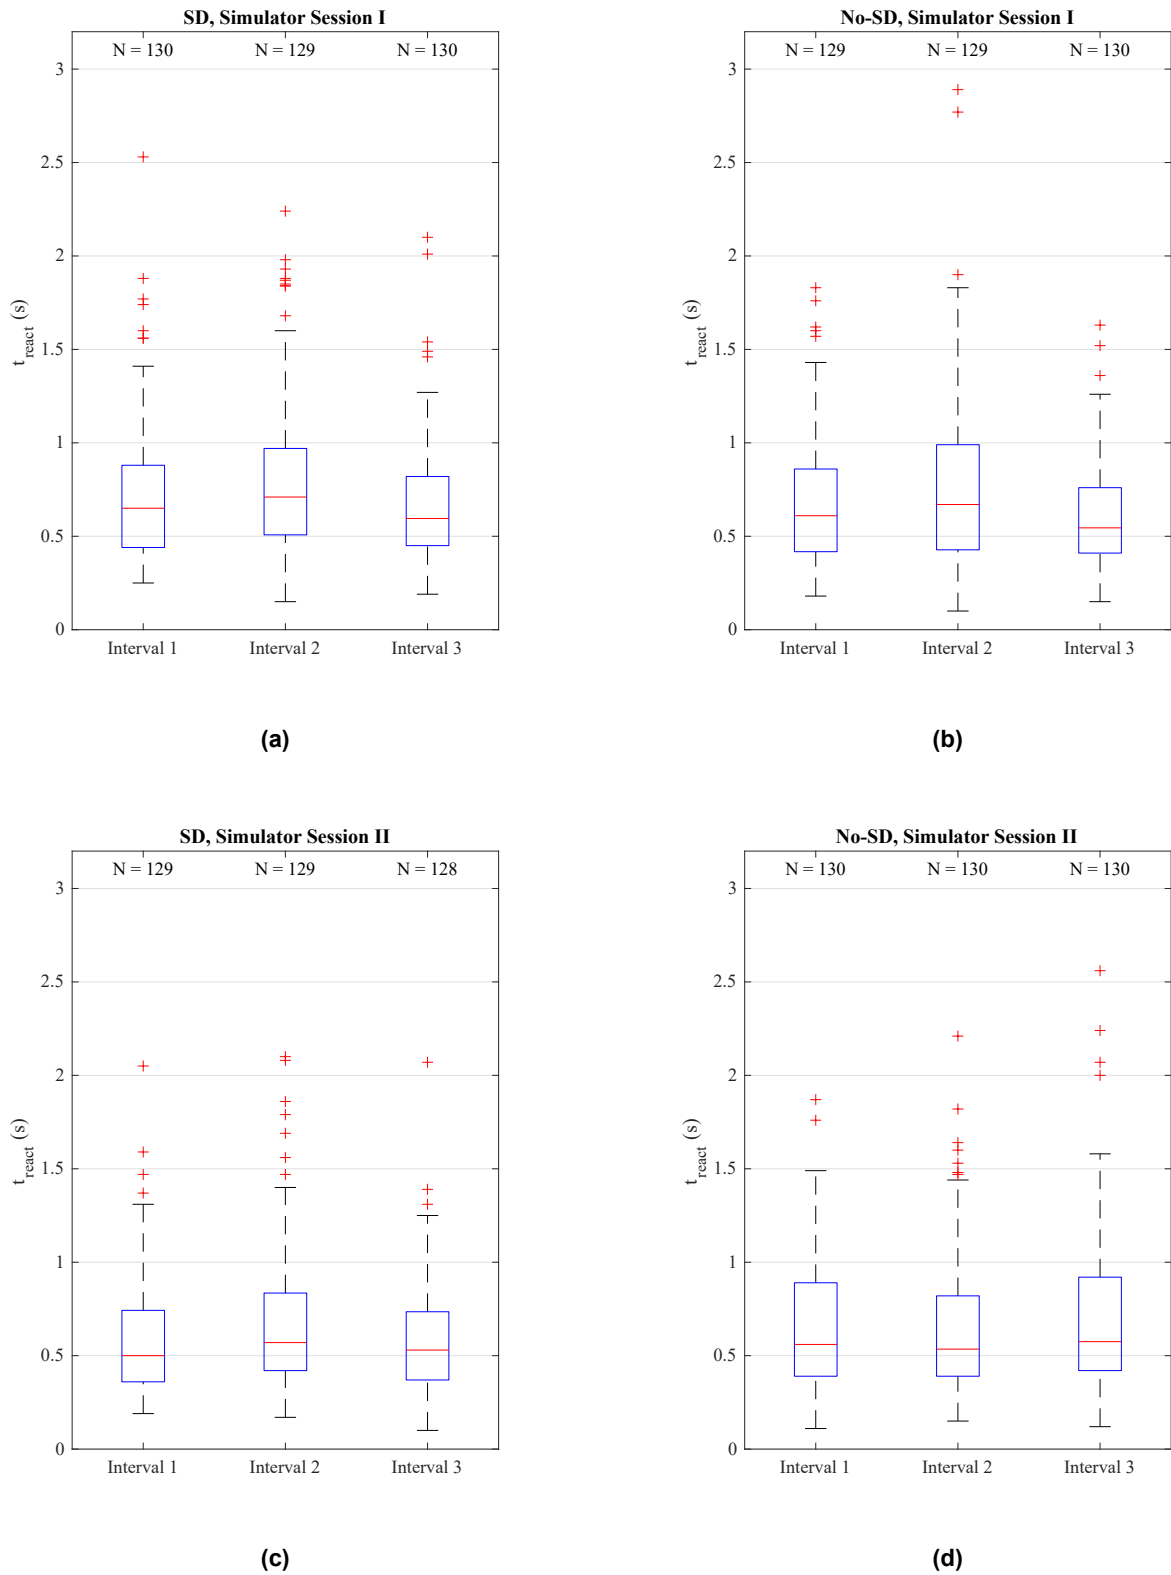 SD, Simulator Session I
N = 130 N = 129 N = 130
3
2.5
2
1.5
1
0.5
0
t_react (s)
Interval 1 Interval 2 Interval 3
(a)
No-SD, Simulator Session I
N = 129 N = 129 N = 130
3
2.5
2
1.5
1
0.5
0
t_react (s)
Interval 1 Interval 2 Interval 3
(b)
SD, Simulator Session II
N = 129 N = 129 N = 128
3
2.5
2
1.5
1
0.5
0
t_react (s)
Interval 1 Interval 2 Interval 3
(c)
No-SD, Simulator Session II
N = 130 N = 130 N = 130
3
2.5
2
1.5
1
0.5
0
t_react (s)
Interval 1 Interval 2 Interval 3
(d)